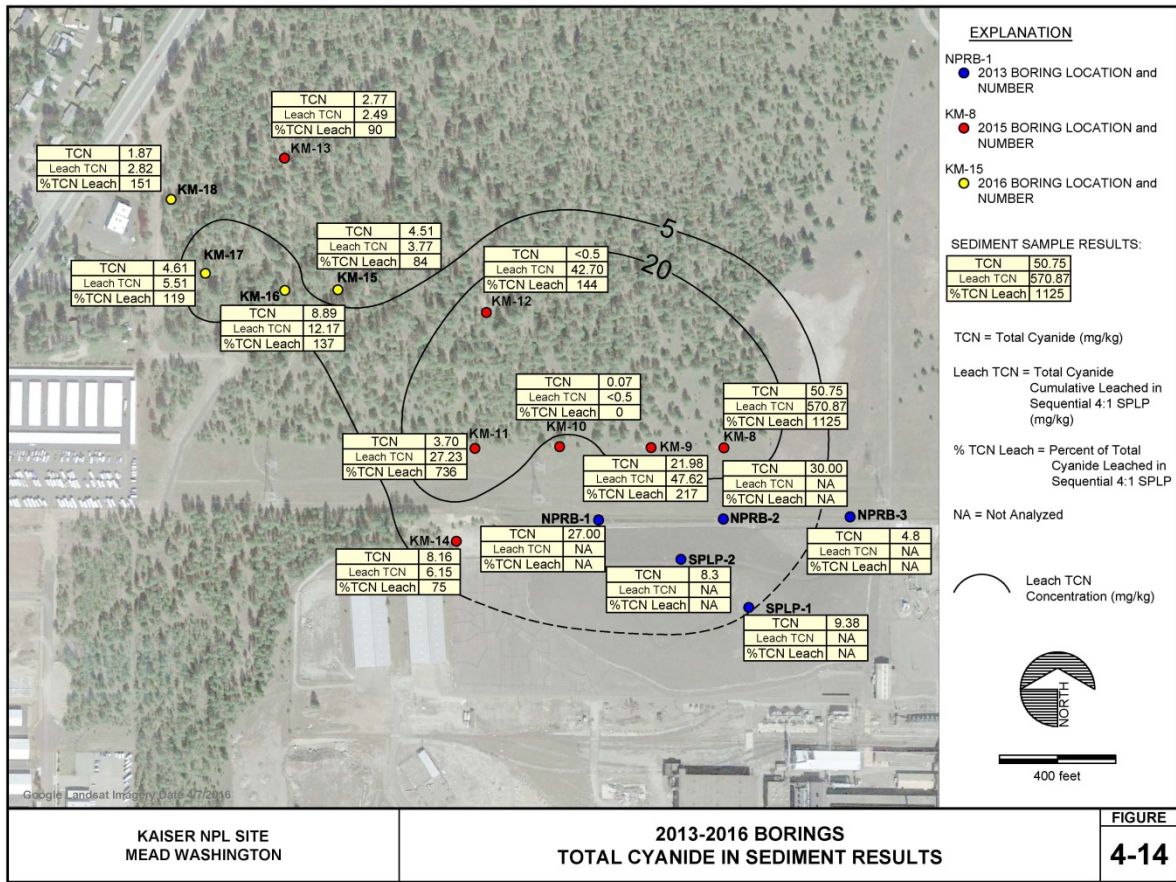 TCN 2.77
Leach TCN 2.49
%TCN Leach 90
KM-13
TCN 1.87
Leach TCN 2.82
%TCN Leach 151
KM-18
TCN 4.51
Leach TCN 3.77
%TCN Leach 84
KM-15
TCN 4.61
Leach TCN 5.51
%TCN Leach 119
KM-17
KM-16
TCN 8.89
Leach TCN 12.17
%TCN Leach 137
5
20
TCN <0.5
Leach TCN 42.70
%TCN Leach 144
KM-12
TCN 0.07
Leach TCN <0.5
%TCN Leach 0
KM-10
TCN 50.75
Leach TCN 570.87
%TCN Leach 1125
KM-8
TCN 3.70
Leach TCN 27.23
%TCN Leach 736
KM-11
KM-9
TCN 21.98
Leach TCN 47.62
%TCN Leach 217
TCN 30.00
Leach TCN NA
%TCN Leach NA
NPRB-1
TCN 27.00
Leach TCN NA
%TCN Leach NA
NPRB-2
NPRB-3
TCN 4.8
Leach TCN NA
%TCN Leach NA
KM-14
TCN 8.16
Leach TCN 6.15
%TCN Leach 75
SPLP-2
TCN 8.3
Leach TCN NA
%TCN Leach NA
SPLP-1
TCN 9.38
Leach TCN NA
%TCN Leach NA
Google Landsat Imagery Date 4/7/2016
EXPLANATION
NPRB-1
2013 BORING LOCATION and
NUMBER
KM-8
2015 BORING LOCATION and
NUMBER
KM-15
2016 BORING LOCATION and
NUMBER
SEDIMENT SAMPLE RESULTS:
TCN 50.75
Leach TCN 570.87
%TCN Leach 1125
TCN = Total Cyanide (mg/kg)
Leach TCN = Total Cyanide
Cumulative Leached in
Sequential 4:1 SPLP
(mg/kg)
% TCN Leach = Percent of Total
Cyanide Leached in
Sequential 4:1 SPLP
NA = Not Analyzed
Leach TCN
Concentration (mg/kg)
NORTH
400 feet
KAISER NPL SITE
MEAD WASHINGTON
2013-2016 BORINGS
TOTAL CYANIDE IN SEDIMENT RESULTS
FIGURE
4-14